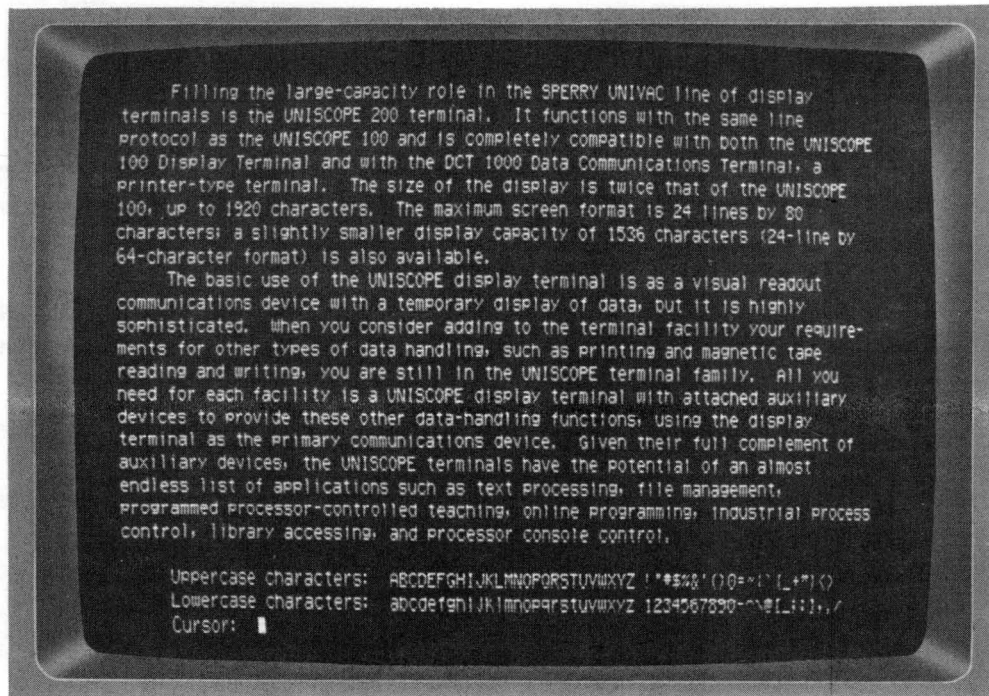 Filling the large-capacity role in the SPERRY UNIVAC line of display
terminals is the UNISCOPE 200 terminal.  It functions with the same line
protocol as the UNISCOPE 100 and is completely compatible with both the UNISCOPE
100 Display Terminal and with the DCT 1000 Data Communications Terminal, a
printer-type terminal.  The size of the display is twice that of the UNISCOPE
100, up to 1920 characters.  The maximum screen format is 24 lines by 80
characters; a slightly smaller display capacity of 1536 characters (24-line by
64-character format) is also available.
The basic use of the UNISCOPE display terminal is as a visual readout
communications device with a temporary display of data, but it is highly
sophisticated.  When you consider adding to the terminal facility your require-
ments for other types of data handling, such as printing and magnetic tape
reading and writing, you are still in the UNISCOPE terminal family.  All you
need for each facility is a UNISCOPE display terminal with attached auxiliary
devices to provide these other data-handling functions, using the display
terminal as the primary communications device.  Given their full complement of
auxiliary devices, the UNISCOPE terminals have the potential of an almost
endless list of applications such as text processing, file management,
programmed processor-controlled teaching, online programming, industrial process
control, library accessing, and processor console control.
Uppercase characters:  ABCDEFGHIJKLMNOPQRSTUVWXYZ
Lowercase characters:  abcdefghijklmnopqrstuvwxyz
Cursor: